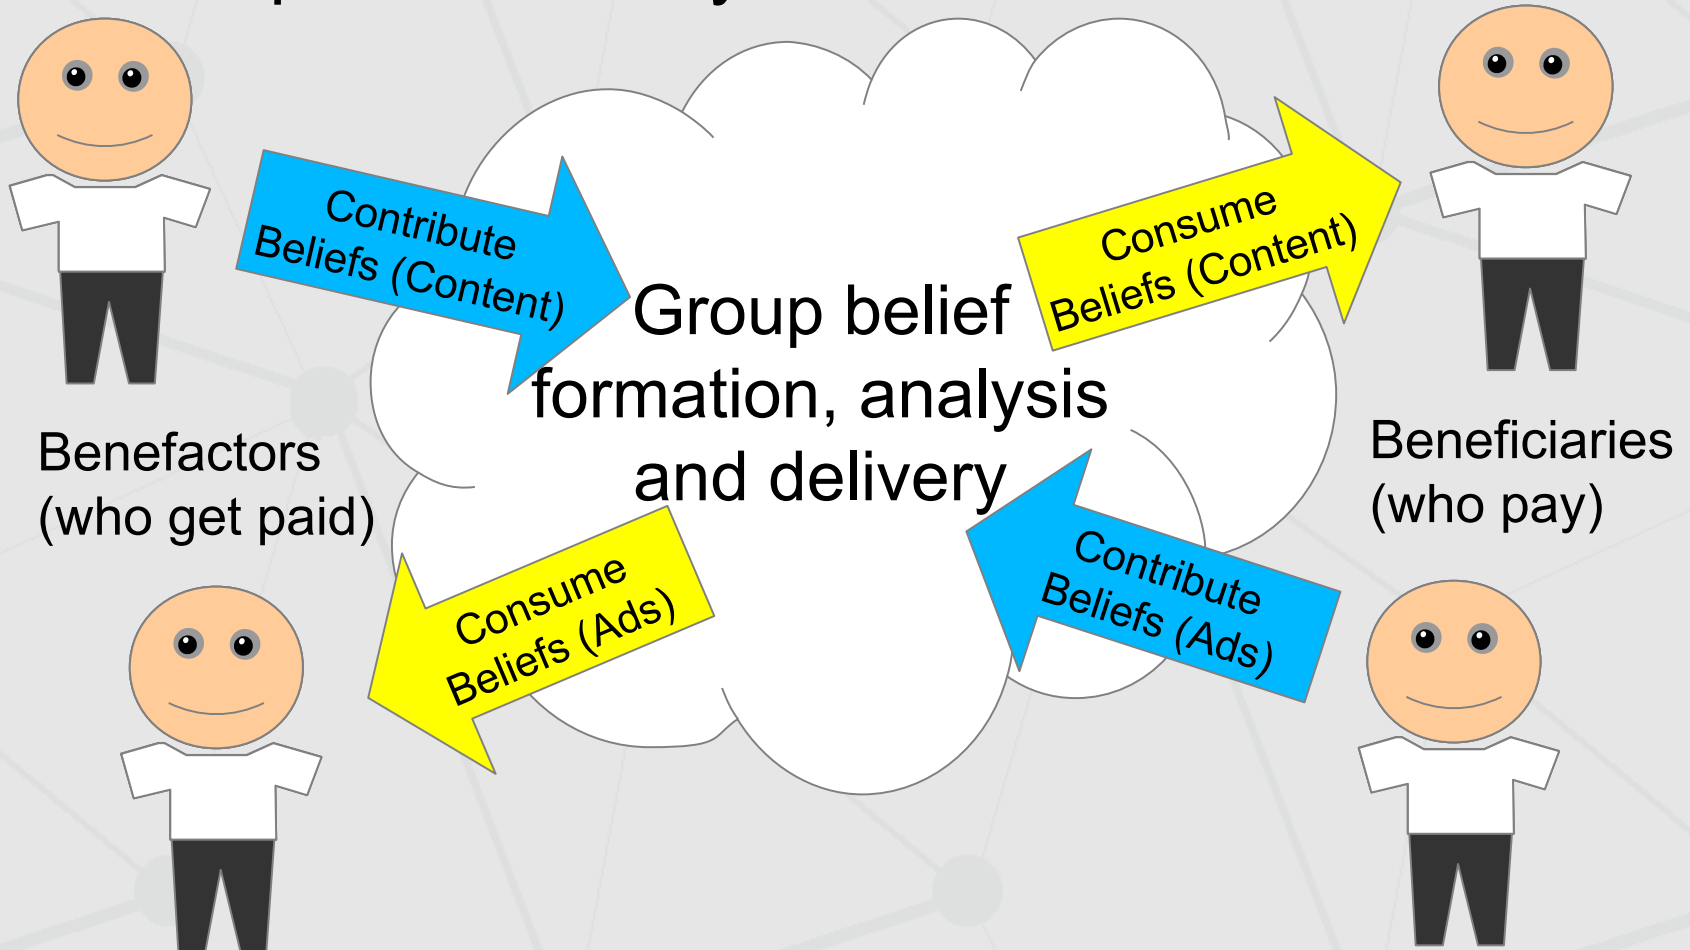 Contribute
Beliefs (Content)
Consume
Beliefs (Content)
Group belief
formation, analysis
and delivery
Benefactors
(who get paid)
Beneficiaries
(who pay)
Consume
Beliefs (Ads)
Contribute
Beliefs (Ads)